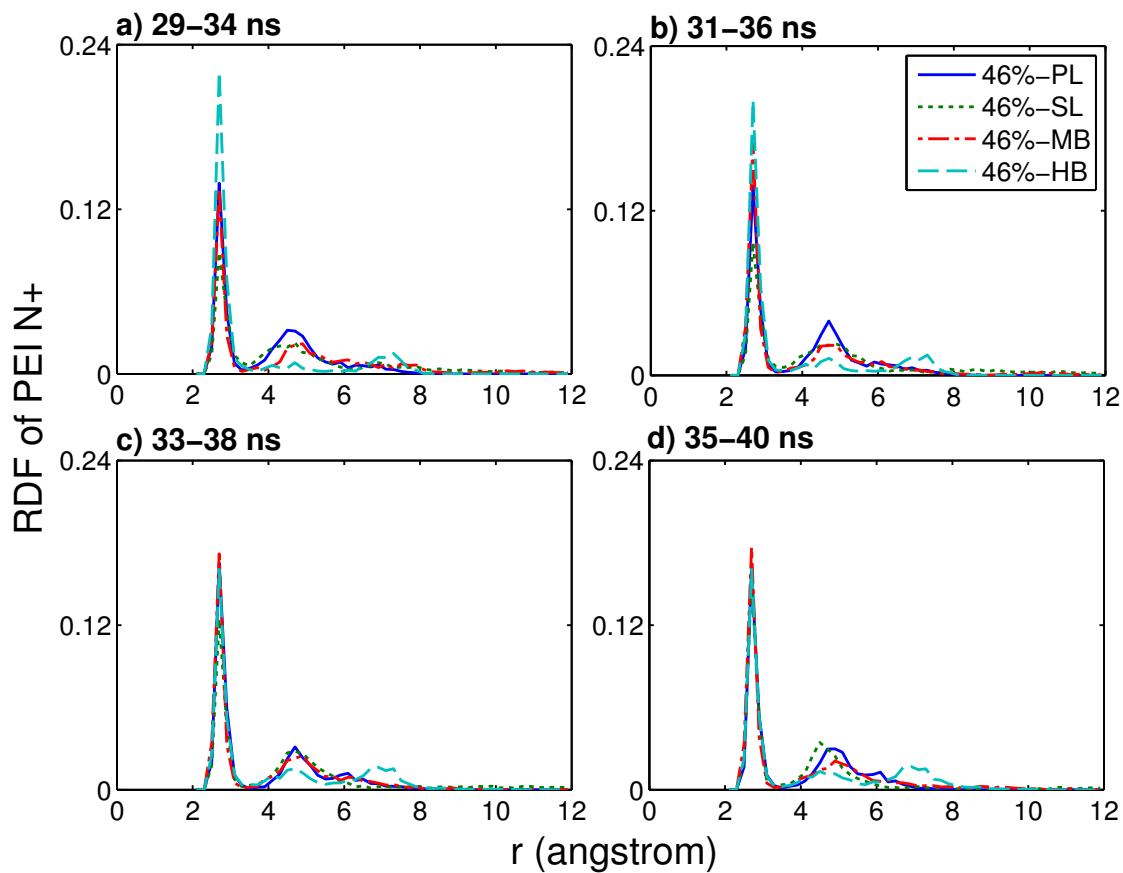 a) 29−34 ns
b) 31−36 ns
0.24
0.12
0
0 2 4 6 8 10 12
0.24
0.12
0
0 2 4 6 8 10 12
46%−PL
46%−SL
46%−MB
46%−HB
c) 33−38 ns
d) 35−40 ns
0.24
0.12
0
0 2 4 6 8 10 12
0.24
0.12
0
0 2 4 6 8 10 12
RDF of PEI N+
r (angstrom)